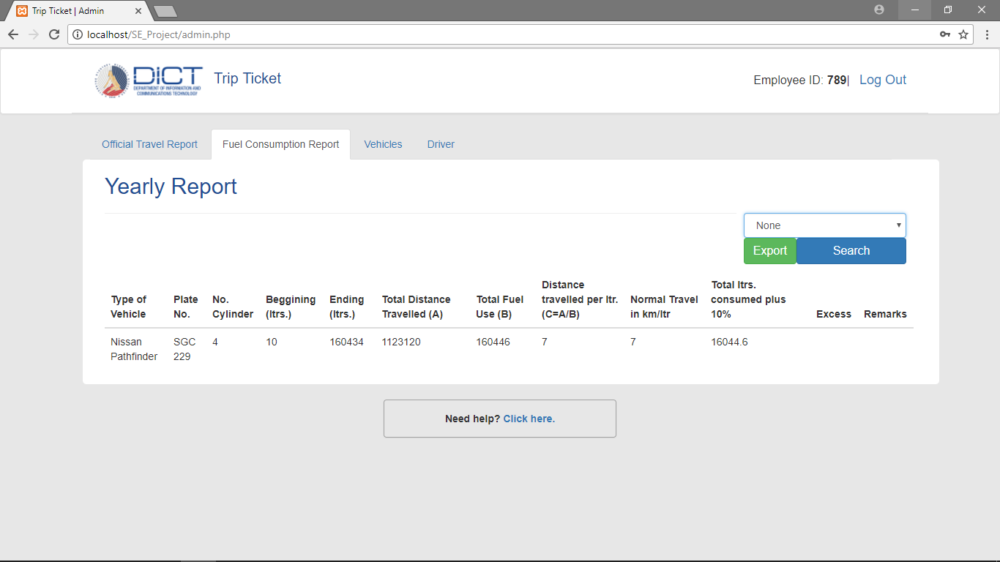 Trip Ticket | Admin
localhost/SE_Project/admin.php
DICT
DEPARTMENT OF INFORMATION AND
COMMUNICATIONS TECHNOLOGY
Trip Ticket
Employee ID: 789| Log Out
Official Travel Report Fuel Consumption Report Vehicles Driver
Yearly Report
None
Export Search
Type of Vehicle Plate No. No. Cylinder Beggining (ltrs.) Ending (ltrs.) Total Distance Travelled (A) Total Fuel Use (B) Distance travelled per ltr. (C=A/B) Normal Travel in km/ltr Total ltrs. consumed plus 10% Excess Remarks
Nissan Pathfinder SGC 229 4 10 160434 1123120 160446 7 7 16044.6
Need help? Click here.